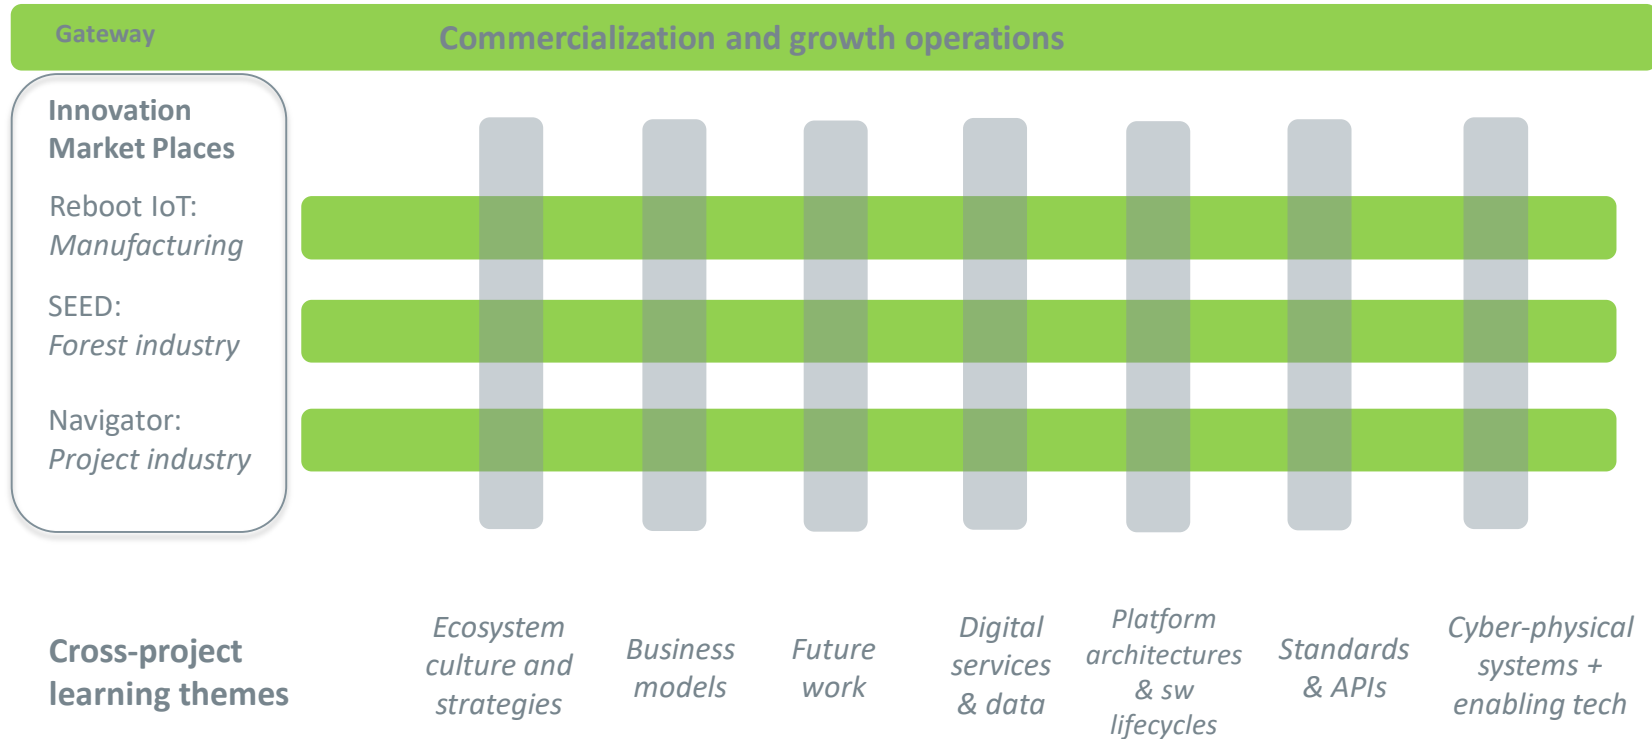 Gateway
Commercialization and growth operations
Innovation
Market Places
Reboot IoT:
Manufacturing
SEED:
Forest industry
Navigator:
Project industry
Cross-project
learning themes
Ecosystem
culture and
strategies
Business
models
Future
work
Digital
services
& data
Platform
architectures
& sw
lifecycles
Standards
& APIs
Cyber-physical
systems +
enabling tech